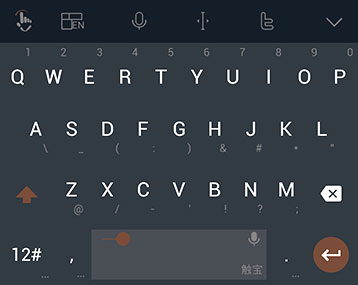 EN
1 2 3 4 5 6 7 8 9 0
Q W E R T Y U I O P
A S D F G H J K L
\ _ ( : ) & # * "
Z X C V B N M
@ / - ' ! ? ;
12# , .
... 触宝 ...